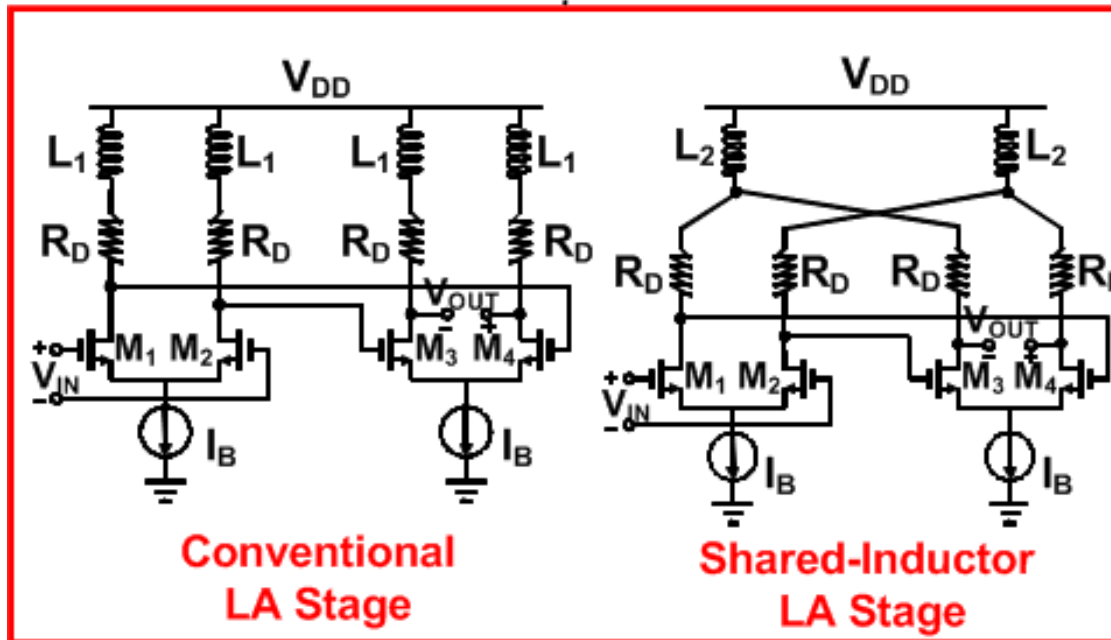 VDD
VDD
L1 L1 L1 L1
L2 L2
RD RD RD RD
RD RD RD
VOUT
VOUT
+ M1 M2 - M3 + M4
VIN
-
+ M1 M2 - M3 + M4
VIN
-
IB IB
IB IB
Conventional
LA Stage
Shared-Inductor
LA Stage